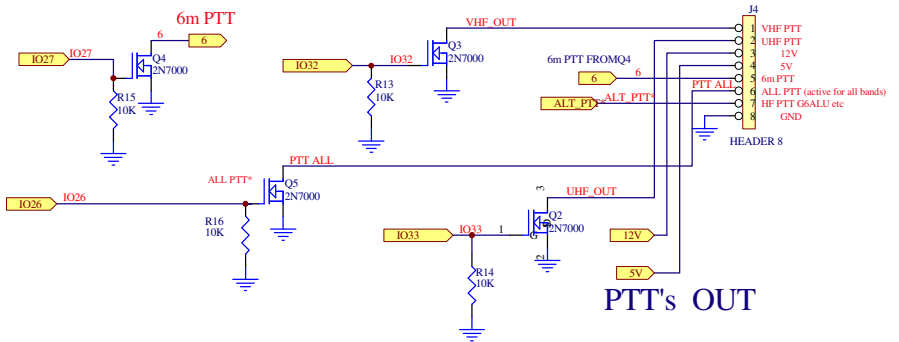 6m PTT
6
6
IO27
IO27
Q4
2N7000
R15
10K
VHF_OUT
IO32
IO32
Q3
2N7000
R13
10K
J4
1
VHF PTT
2
UHF PTT
3
12V
4
5V
5
6m PTT
6
ALL PTT (active for all bands)
7
HF PTT G6ALU etc
8
GND
HEADER 8
6m PTT FROMQ4
6
6
PTT ALL
ALT_PTT*
ALT_PTT*
PTT ALL
ALL PTT*
Q5
2N7000
IO26
IO26
R16
10K
UHF_OUT
3
Q2
2N7000
G
1
2
IO33
IO33
R14
10K
12V
5V
PTT's OUT